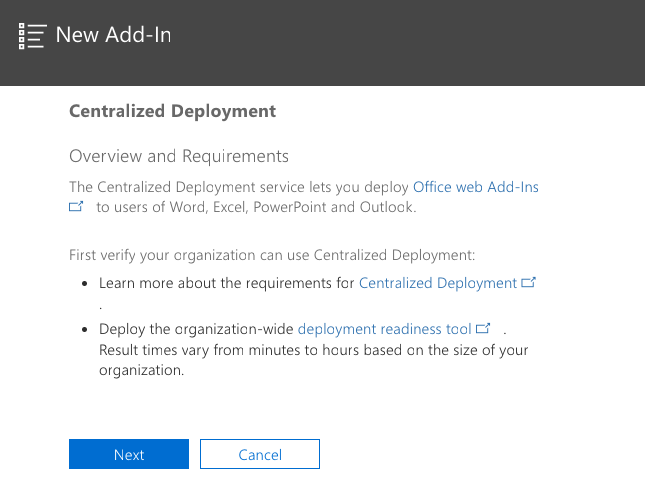 New Add-In
Centralized Deployment
Overview and Requirements
The Centralized Deployment service lets you deploy Office web Add-Ins
to users of Word, Excel, PowerPoint and Outlook.
First verify your organization can use Centralized Deployment:
• Learn more about the requirements for Centralized Deployment
.
• Deploy the organization-wide deployment readiness tool .
Result times vary from minutes to hours based on the size of your
organization.
Next Cancel